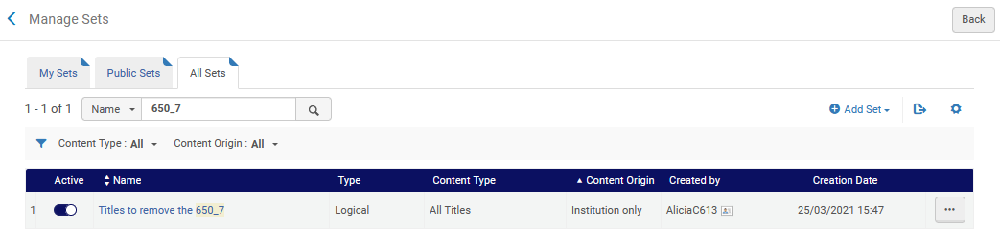 Manage Sets
Back
My Sets Public Sets All Sets
1 - 1 of 1 Name 650_7 Add Set
Content Type : All Content Origin : All
Active Name Type Content Type Content Origin Created by Creation Date
1 Titles to remove the 650_7 Logical All Titles Institution only AliciaC613 25/03/2021 15:47